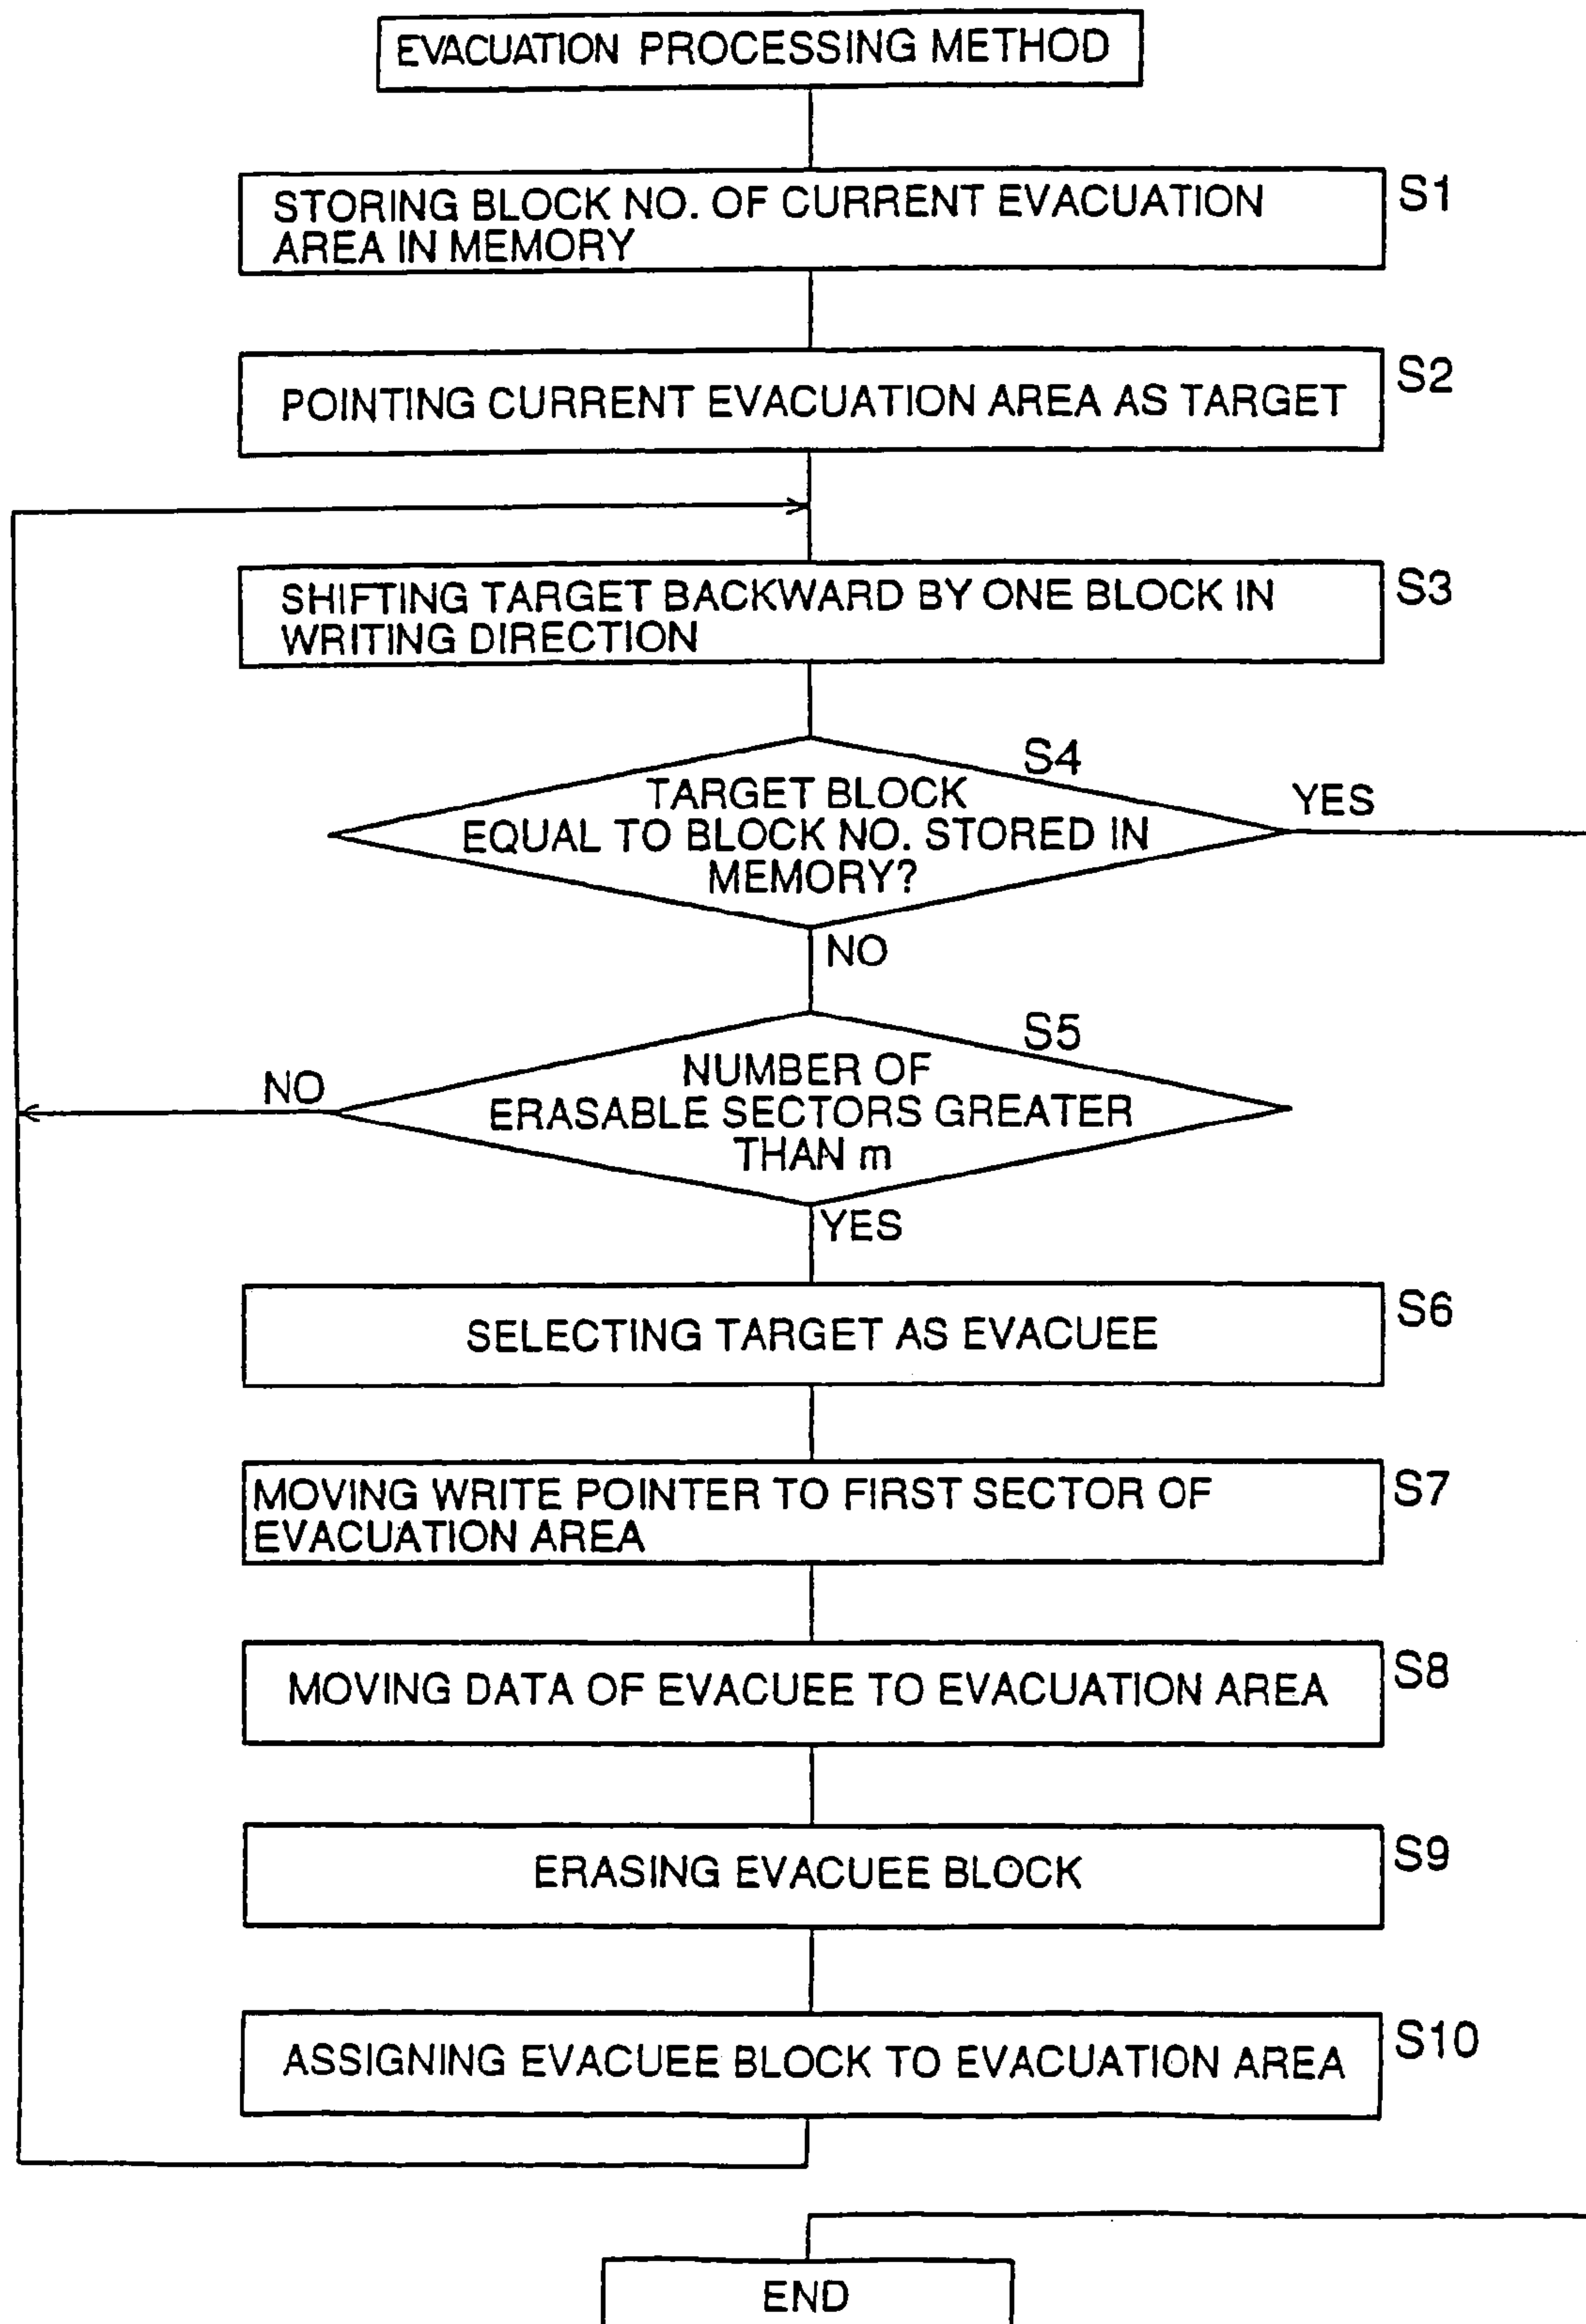 EVACUATION PROCESSING METHOD
STORING BLOCK NO. OF CURRENT EVACUATION
AREA IN MEMORY
S1
POINTING CURRENT EVACUATION AREA AS TARGET
S2
SHIFTING TARGET BACKWARD BY ONE BLOCK IN
WRITING DIRECTION
S3
S4
TARGET BLOCK
EQUAL TO BLOCK NO. STORED IN
MEMORY?
YES
NO
S5
NUMBER OF
ERASABLE SECTORS GREATER
THAN m
NO
YES
SELECTING TARGET AS EVACUEE
S6
MOVING WRITE POINTER TO FIRST SECTOR OF
EVACUATION AREA
S7
MOVING DATA OF EVACUEE TO EVACUATION AREA
S8
ERASING EVACUEE BLOCK
S9
ASSIGNING EVACUEE BLOCK TO EVACUATION AREA
S10
END